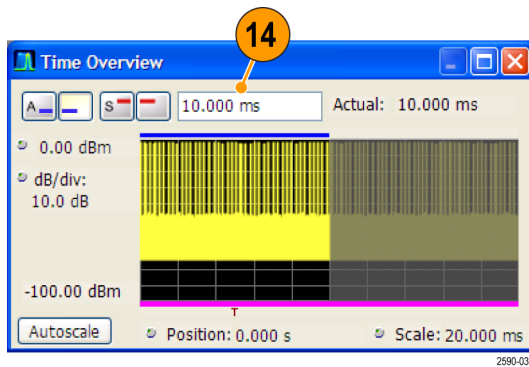 14
Time Overview
A S 10.000 ms Actual: 10.000 ms
0.00 dBm
dB/div:
10.0 dB
-100.00 dBm
T
Autoscale Position: 0.000 s Scale: 20.000 ms
2590-03